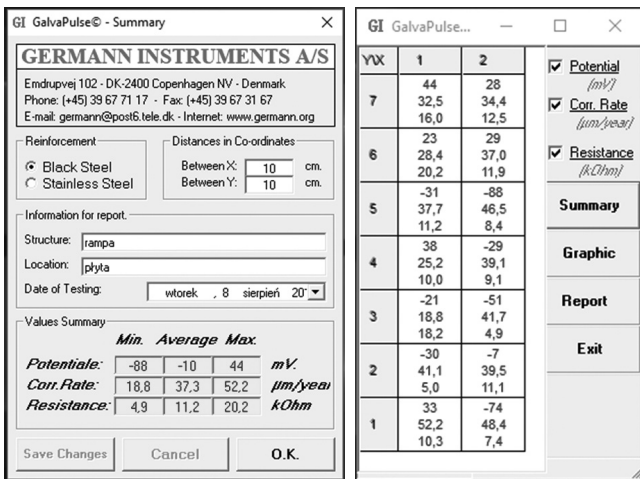 GI GalvaPulse© - Summary
GERMANN INSTRUMENTS A/S
Emdrupvej 102 - DK-2400 Copenhagen NV - Denmark
Phone: (+45) 39 67 71 17 - Fax: (+45) 39 67 31 67
E-mail: germann@post6.tele.dk - Internet: www.germann.org
Reinforcement
Black Steel
Stainless Steel
Distances in Co-ordinates
Between X: 10 cm.
Between Y: 10 cm.
Information for report.
Structure: rampa
Location: płyta
Date of Testing: wtorek , 8 sierpień 20
Values Summary
Min. Average Max.
Potentiale: -88 -10 44 mV.
Corr.Rate: 18,8 37,3 52,2 µm/year
Resistance: 4,9 11,2 20,2 kOhm
Save Changes Cancel O.K.
GI GalvaPulse...
Y\X 1 2
44 28
7 32,5 34,4
16,0 12,5
23 29
6 28,4 37,0
20,2 11,9
-31 -88
5 37,7 46,5
11,2 8,4
38 -29
4 25,2 39,1
10,0 9,1
-21 -51
3 18,8 41,7
18,2 4,9
-30 -7
2 41,1 39,5
5,0 11,1
33 -74
1 52,2 48,4
10,3 7,4
Potential
[mV]
Corr. Rate
[µm/year]
Resistance
[kOhm]
Summary
Graphic
Report
Exit